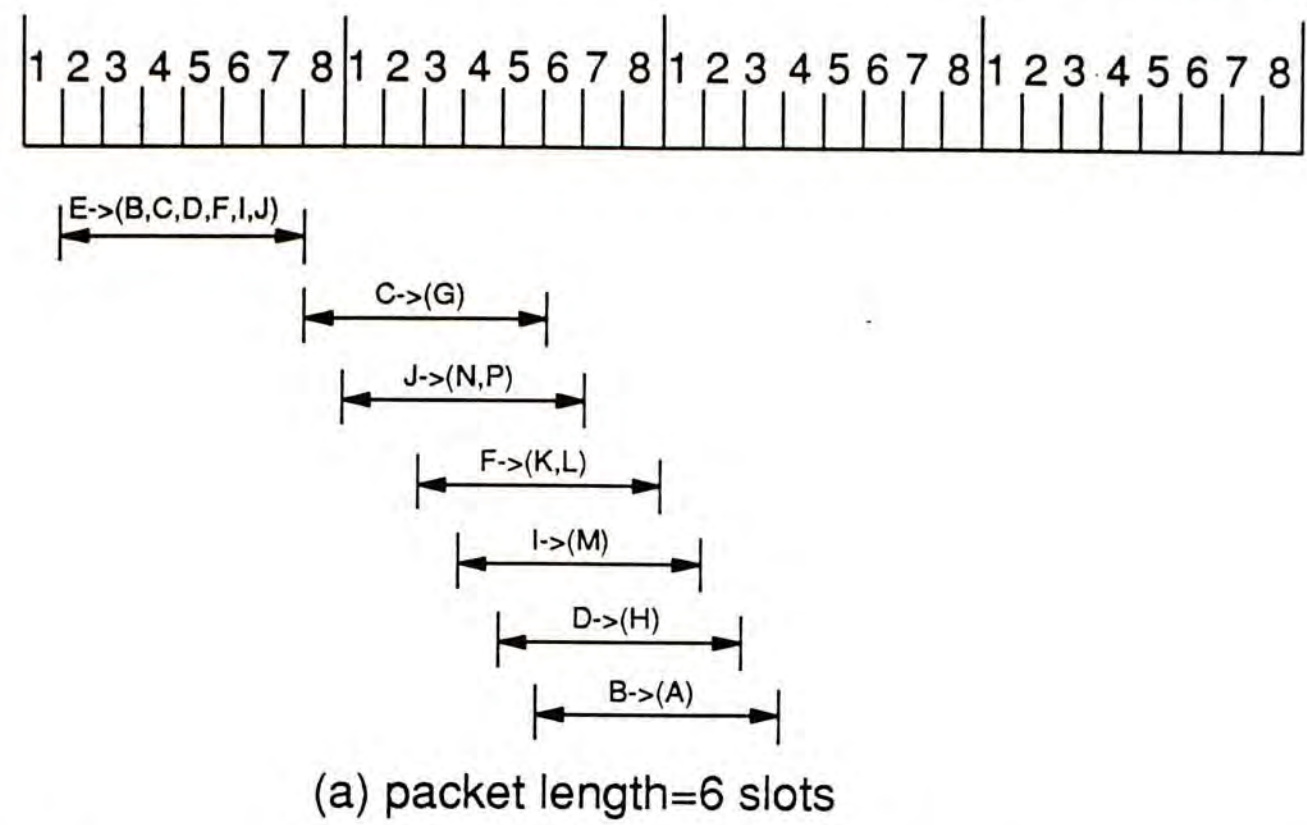 1 2 3 4 5 6 7 8 1 2 3 4 5 6 7 8 1 2 3 4 5 6 7 8 1 2 3 4 5 6 7 8
E->(B,C,D,F,I,J)
C->(G)
J->(N,P)
F->(K,L)
I->(M)
D->(H)
B->(A)
(a) packet length=6 slots